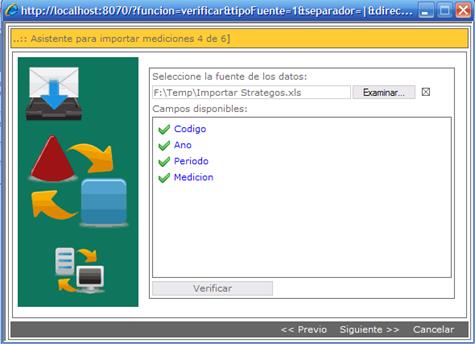 http://localhost:8070/?funcion=verificar&tipoFuente=1&separador=|&direc...
..:: Asistente para importar mediciones 4 de 6]
Seleccione la fuente de los datos:
F:\Temp\Importar Strategos.xls Examinar...
Campos disponibles:
Codigo
Ano
Periodo
Medicion
Verificar
<< Previo Siguiente >> Cancelar